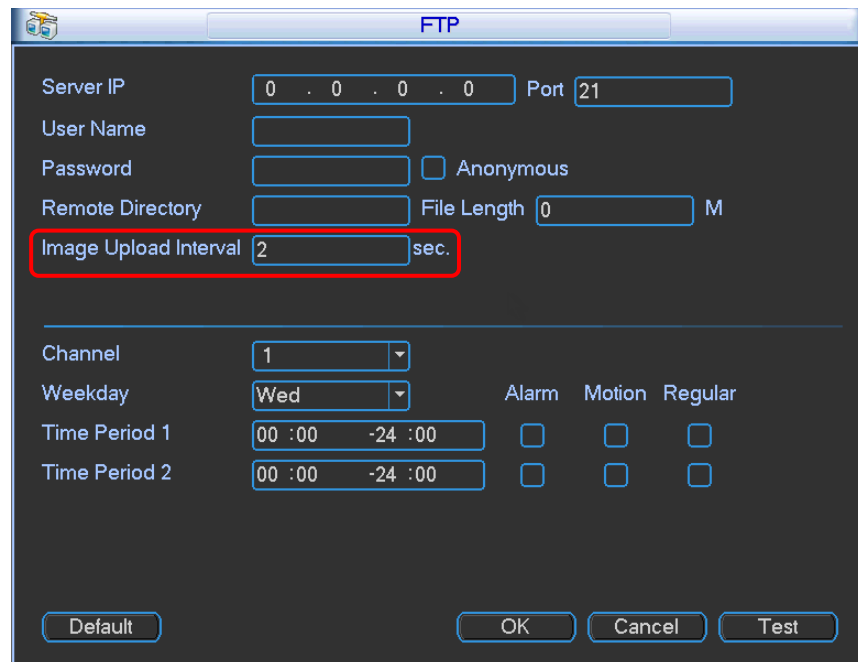 FTP
Server IP 0 . 0 . 0 . 0 Port 21
User Name
Password Anonymous
Remote Directory File Length 0 M
Image Upload Interval 2 sec.
Channel 1
Weekday Wed Alarm Motion Regular
Time Period 1 00 :00 -24 :00
Time Period 2 00 :00 -24 :00
Default OK Cancel Test